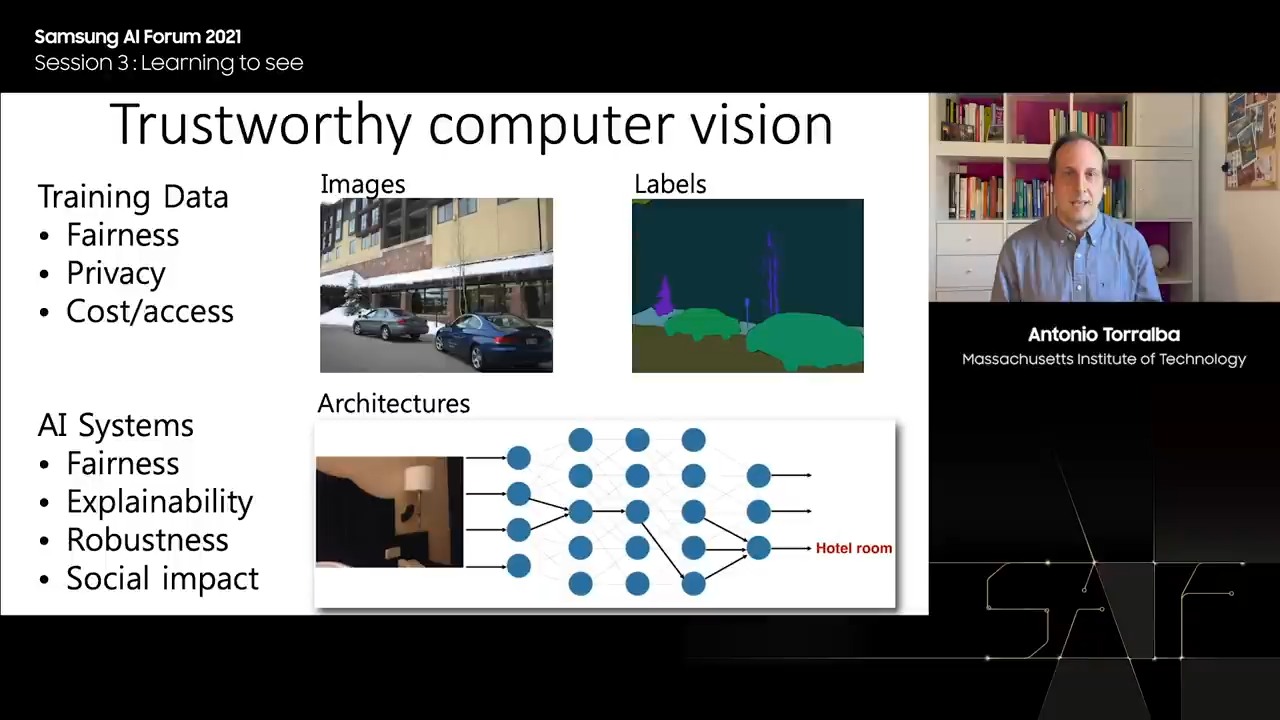 Samsung AI Forum 2021
Session 3 : Learning to see
Trustworthy computer vision
Training Data
• Fairness
• Privacy
• Cost/access
Images
Labels
AI Systems
• Fairness
• Explainability
• Robustness
• Social impact
Architectures
Hotel room
Antonio Torralba
Massachusetts Institute of Technology
SAIF